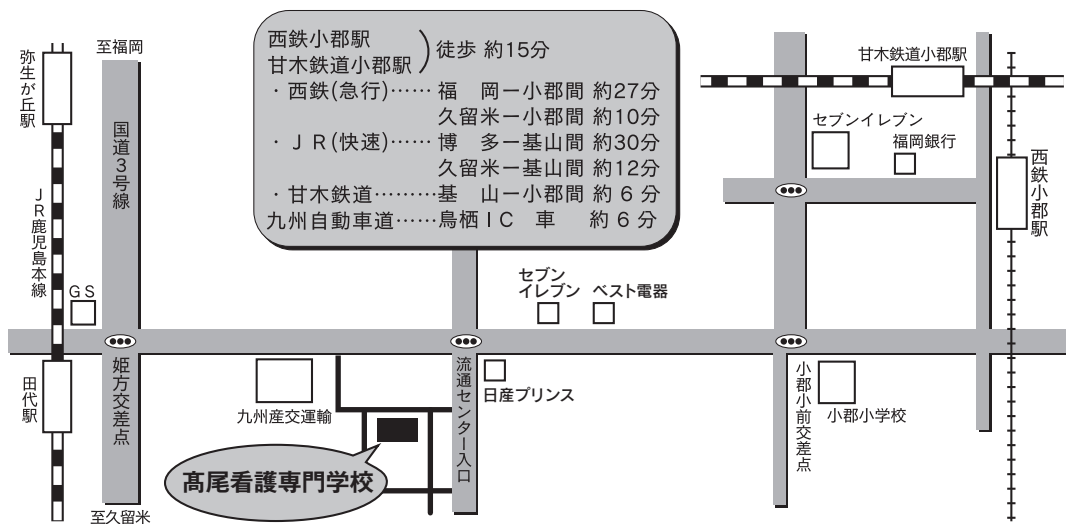 西鉄小郡駅
甘木鉄道小郡駅
徒歩 約15分
・西鉄(急行)…… 福　岡ー小郡間 約27分
久留米ー小郡間 約10分
・ＪＲ(快速)…… 博　多ー基山間 約30分
久留米ー基山間 約12分
・甘木鉄道……… 基　山ー小郡間 約 6 分
九州自動車道…… 鳥栖ＩＣ　車　約 6 分
至福岡
弥生が丘駅
国道3号線
JR鹿児島本線
GS
田代駅
姫方交差点
至久留米
九州産交運輸
髙尾看護専門学校
流通センター入口
セブン
イレブン
ベスト電器
日産プリンス
甘木鉄道小郡駅
セブンイレブン
福岡銀行
西鉄小郡駅
小郡小前交差点
小郡小学校